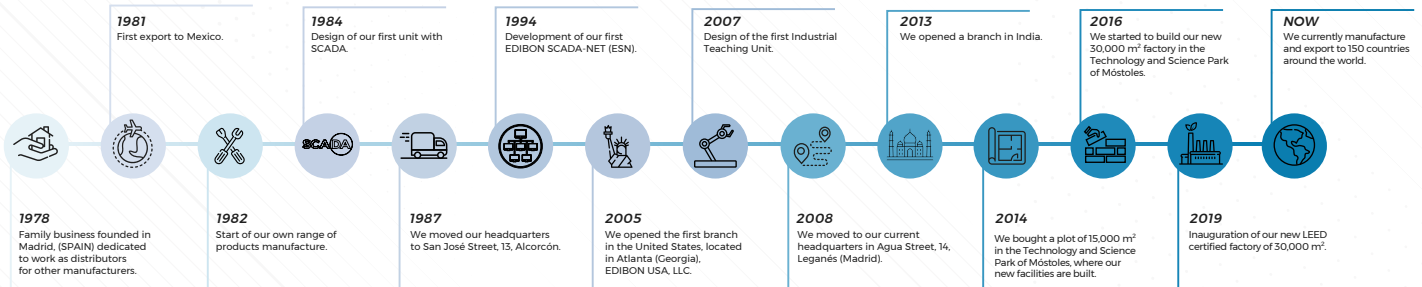 1981
First export to Mexico.
1984
Design of our first unit with
SCADA.
1994
Development of our first
EDIBON SCADA-NET (ESN).
2007
Design of the first Industrial
Teaching Unit.
2013
We opened a branch in India.
2016
We started to build our new
30,000 m² factory in the
Technology and Science Park
of Móstoles.
NOW
We currently manufacture
and export to 150 countries
around the world.
SCADA
1978
Family business founded in
Madrid, (SPAIN) dedicated
to work as distributors
for other manufacturers.
1982
Start of our own range of
products manufacture.
1987
We moved our headquarters
to San José Street, 13, Alcorcón.
2005
We opened the first branch
in the United States, located
in Atlanta (Georgia),
EDIBON USA, LLC.
2008
We moved to our current
headquarters in Agua Street, 14,
Leganés (Madrid).
2014
We bought a plot of 15,000 m²
in the Technology and Science
Park of Móstoles, where our
new facilities are built.
2019
Inauguration of our new LEED
certified factory of 30,000 m².